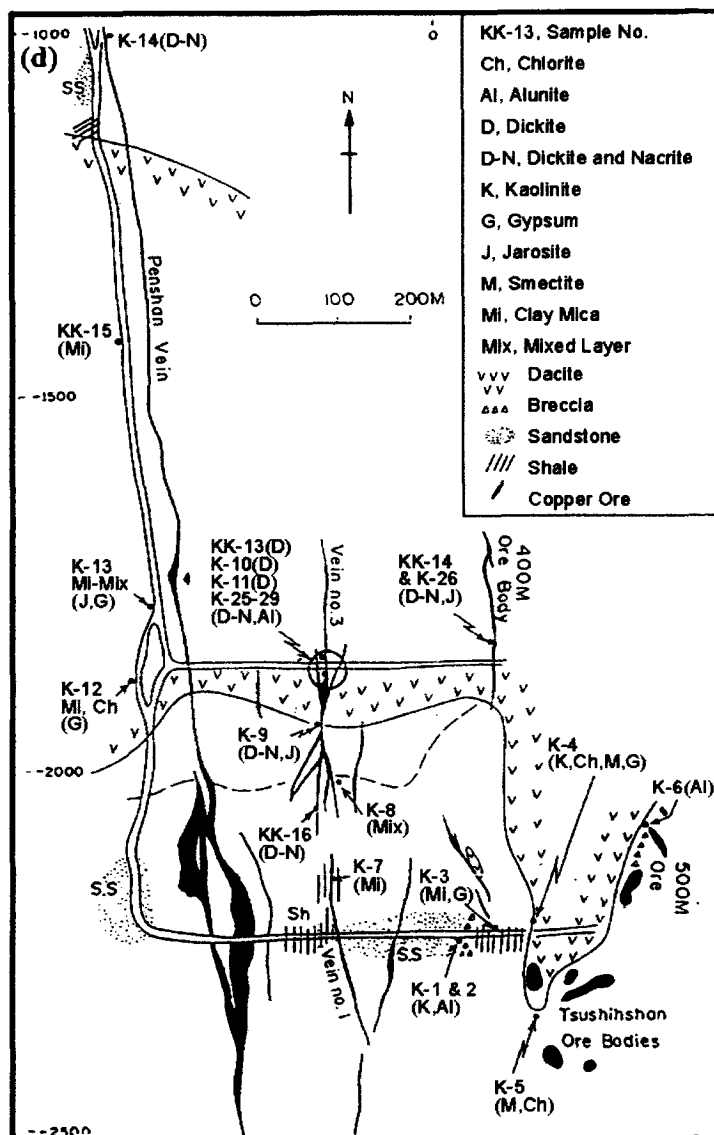 (d)
-1000
K-14(D-N)
0
SS
N
Penshan Vein
0 100 200M
KK-15
(Mi)
--1500
KK-13, Sample No.
Ch, Chlorite
Al, Alunite
D, Dickite
D-N, Dickite and Nacrite
K, Kaolinite
G, Gypsum
J, Jarosite
M, Smectite
Mi, Clay Mica
Mix, Mixed Layer
Dacite
Breccia
Sandstone
Shale
Copper Ore
K-13
Mi-Mix
(J,G)
KK-13(D)
K-10(D)
K-11(D)
K-25-29
(D-N,Al)
Vein no.3
KK-14
& K-26
(D-N,J)
400M
Ore Body
K-12
Mi, Ch
(G)
K-9
(D-N,J)
--2000
K-8
(Mix)
KK-16
(D-N)
K-4
(K,Ch,M,G)
K-6(Al)
S.S
K-7
(Mi)
K-3
(Mi,G)
Ore
500M
Sh
S.S
Vein no.1
K-1 & 2
(K,Al)
Tsushihshan
Ore Bodies
K-5
(M,Ch)
--2500